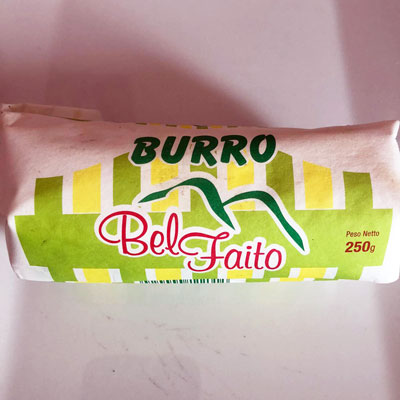 BURRO
Bel Faito
Peso Netto
250g